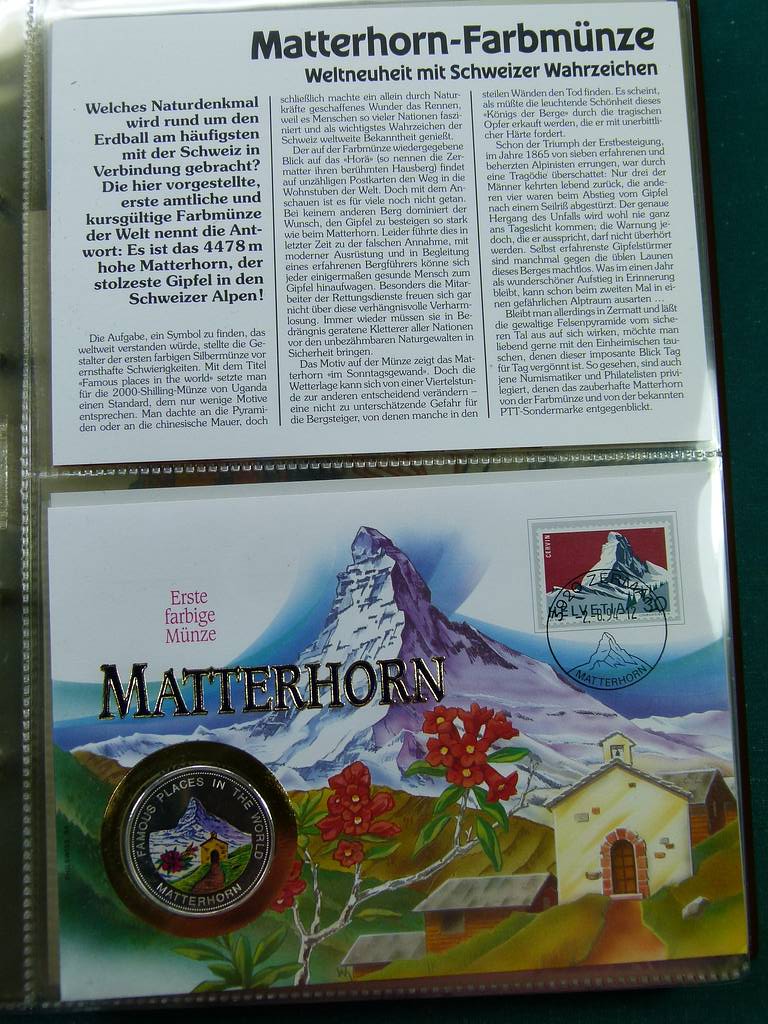 Matterhorn-Farbmünze
Weltneuheit mit Schweizer Wahrzeichen
Welches Naturdenkmal
wird rund um den
Erdball am häufigsten
mit der Schweiz in
Verbindung gebracht?
Die hier vorgestellte,
erste amtliche und
kursgültige Farbmünze
der Welt nennt die Ant-
wort: Es ist das 4478 m
hohe Matterhorn, der
stolzeste Gipfel in den
Schweizer Alpen!
Die Aufgabe, ein Symbol zu finden, das
weltweit verstanden würde, stellte die Ge-
stalter der ersten farbigen Silbermünze vor
ernsthafte Schwierigkeiten. Mit dem Titel
«Famous places in the world» setzte man
für die 2000-Shilling-Münze von Uganda
einen Standard, dem nur wenige Motive
entsprechen. Man dachte an die Pyrami-
den oder an die chinesische Mauer, doch
schließlich machte ein allein durch Natur-
kräfte geschaffenes Wunder das Rennen,
weil es Menschen so vieler Nationen faszi-
niert und als wichtigstes Wahrzeichen der
Schweiz weltweite Bekanntheit genießt.
Der auf der Farbmünze wiedergegebene
Blick auf das «Horä» (so nennen die Zer-
matter ihren berühmten Hausberg) findet
auf unzähligen Postkarten den Weg in die
Wohnstuben der Welt. Doch mit dem An-
schauen ist es für viele noch nicht getan.
Bei keinem anderen Berg dominiert der
Wunsch, den Gipfel zu besteigen so stark
wie beim Matterhorn. Leider führte dies in
letzter Zeit zu der falschen Annahme, mit
moderner Ausrüstung und in Begleitung
eines erfahrenen Bergführers könne sich
jeder einigermaßen gesunde Mensch zum
Gipfel hinaufwagen. Besonders die Mitar-
beiter der Rettungsdienste freuen sich gar
nicht über diese verhängnisvolle Verharm-
losung. Immer wieder müssen sie in Be-
drängnis geratene Kletterer aller Nationen
vor den unbezähmbaren Naturgewalten in
Sicherheit bringen.
Das Motiv auf der Münze zeigt das Mat-
terhorn «im Sonntagsgewand». Doch die
Wetterlage kann sich von einer Viertelstun-
de zur anderen entscheidend verändern –
eine nicht zu unterschätzende Gefahr für
die Bergsteiger, von denen manche in den
steilen Wänden den Tod finden. Es scheint,
als müßte die leuchtende Schönheit dieses
«Königs der Berge» durch die tragischen
Opfer erkauft werden, die er mit unerbittli-
cher Härte fordert.
Schon der Triumph der Erstbesteigung,
im Jahre 1865 von sieben erfahrenen und
beherzten Alpinisten errungen, war durch
eine Tragödie überschattet: Nur drei der
Männer kehrten lebend zurück, die ande-
ren vier waren beim Abstieg vom Gipfel
nach einem Seilriß abgestürzt. Der genaue
Hergang des Unfalls wird wohl nie ganz
ans Tageslicht kommen; die Warnung je-
doch, die er ausspricht, darf nicht überhört
werden. Selbst erfahrenste Gipfelstürmer
sind manchmal gegen die üblen Launen
dieses Berges machtlos. Was im einen Jahr
als wunderschöner Aufstieg in Erinnerung
bleibt, kann schon beim zweiten Mal in ei-
nen gefährlichen Alptraum ausarten ...
Bleibt man allerdings in Zermatt und läßt
die gewaltige Felsenpyramide vom siche-
ren Tal aus auf sich wirken, möchte man
liebend gerne mit den Einheimischen tau-
schen, denen dieser imposante Blick Tag
für Tag vergönnt ist. So gesehen, sind auch
jene Numismatiker und Philatelisten privi-
legiert, denen das zauberhafte Matterhorn
von der Farbmünze und von der bekannten
PTT-Sondermarke entgegenblickt.
Erste
farbige
Münze
MATTERHORN
CERVIN
HELVETIA 30
3920 ZERMATT
-2.-6.94-12
MATTERHORN
FAMOUS PLACES IN THE WORLD
MATTERHORN